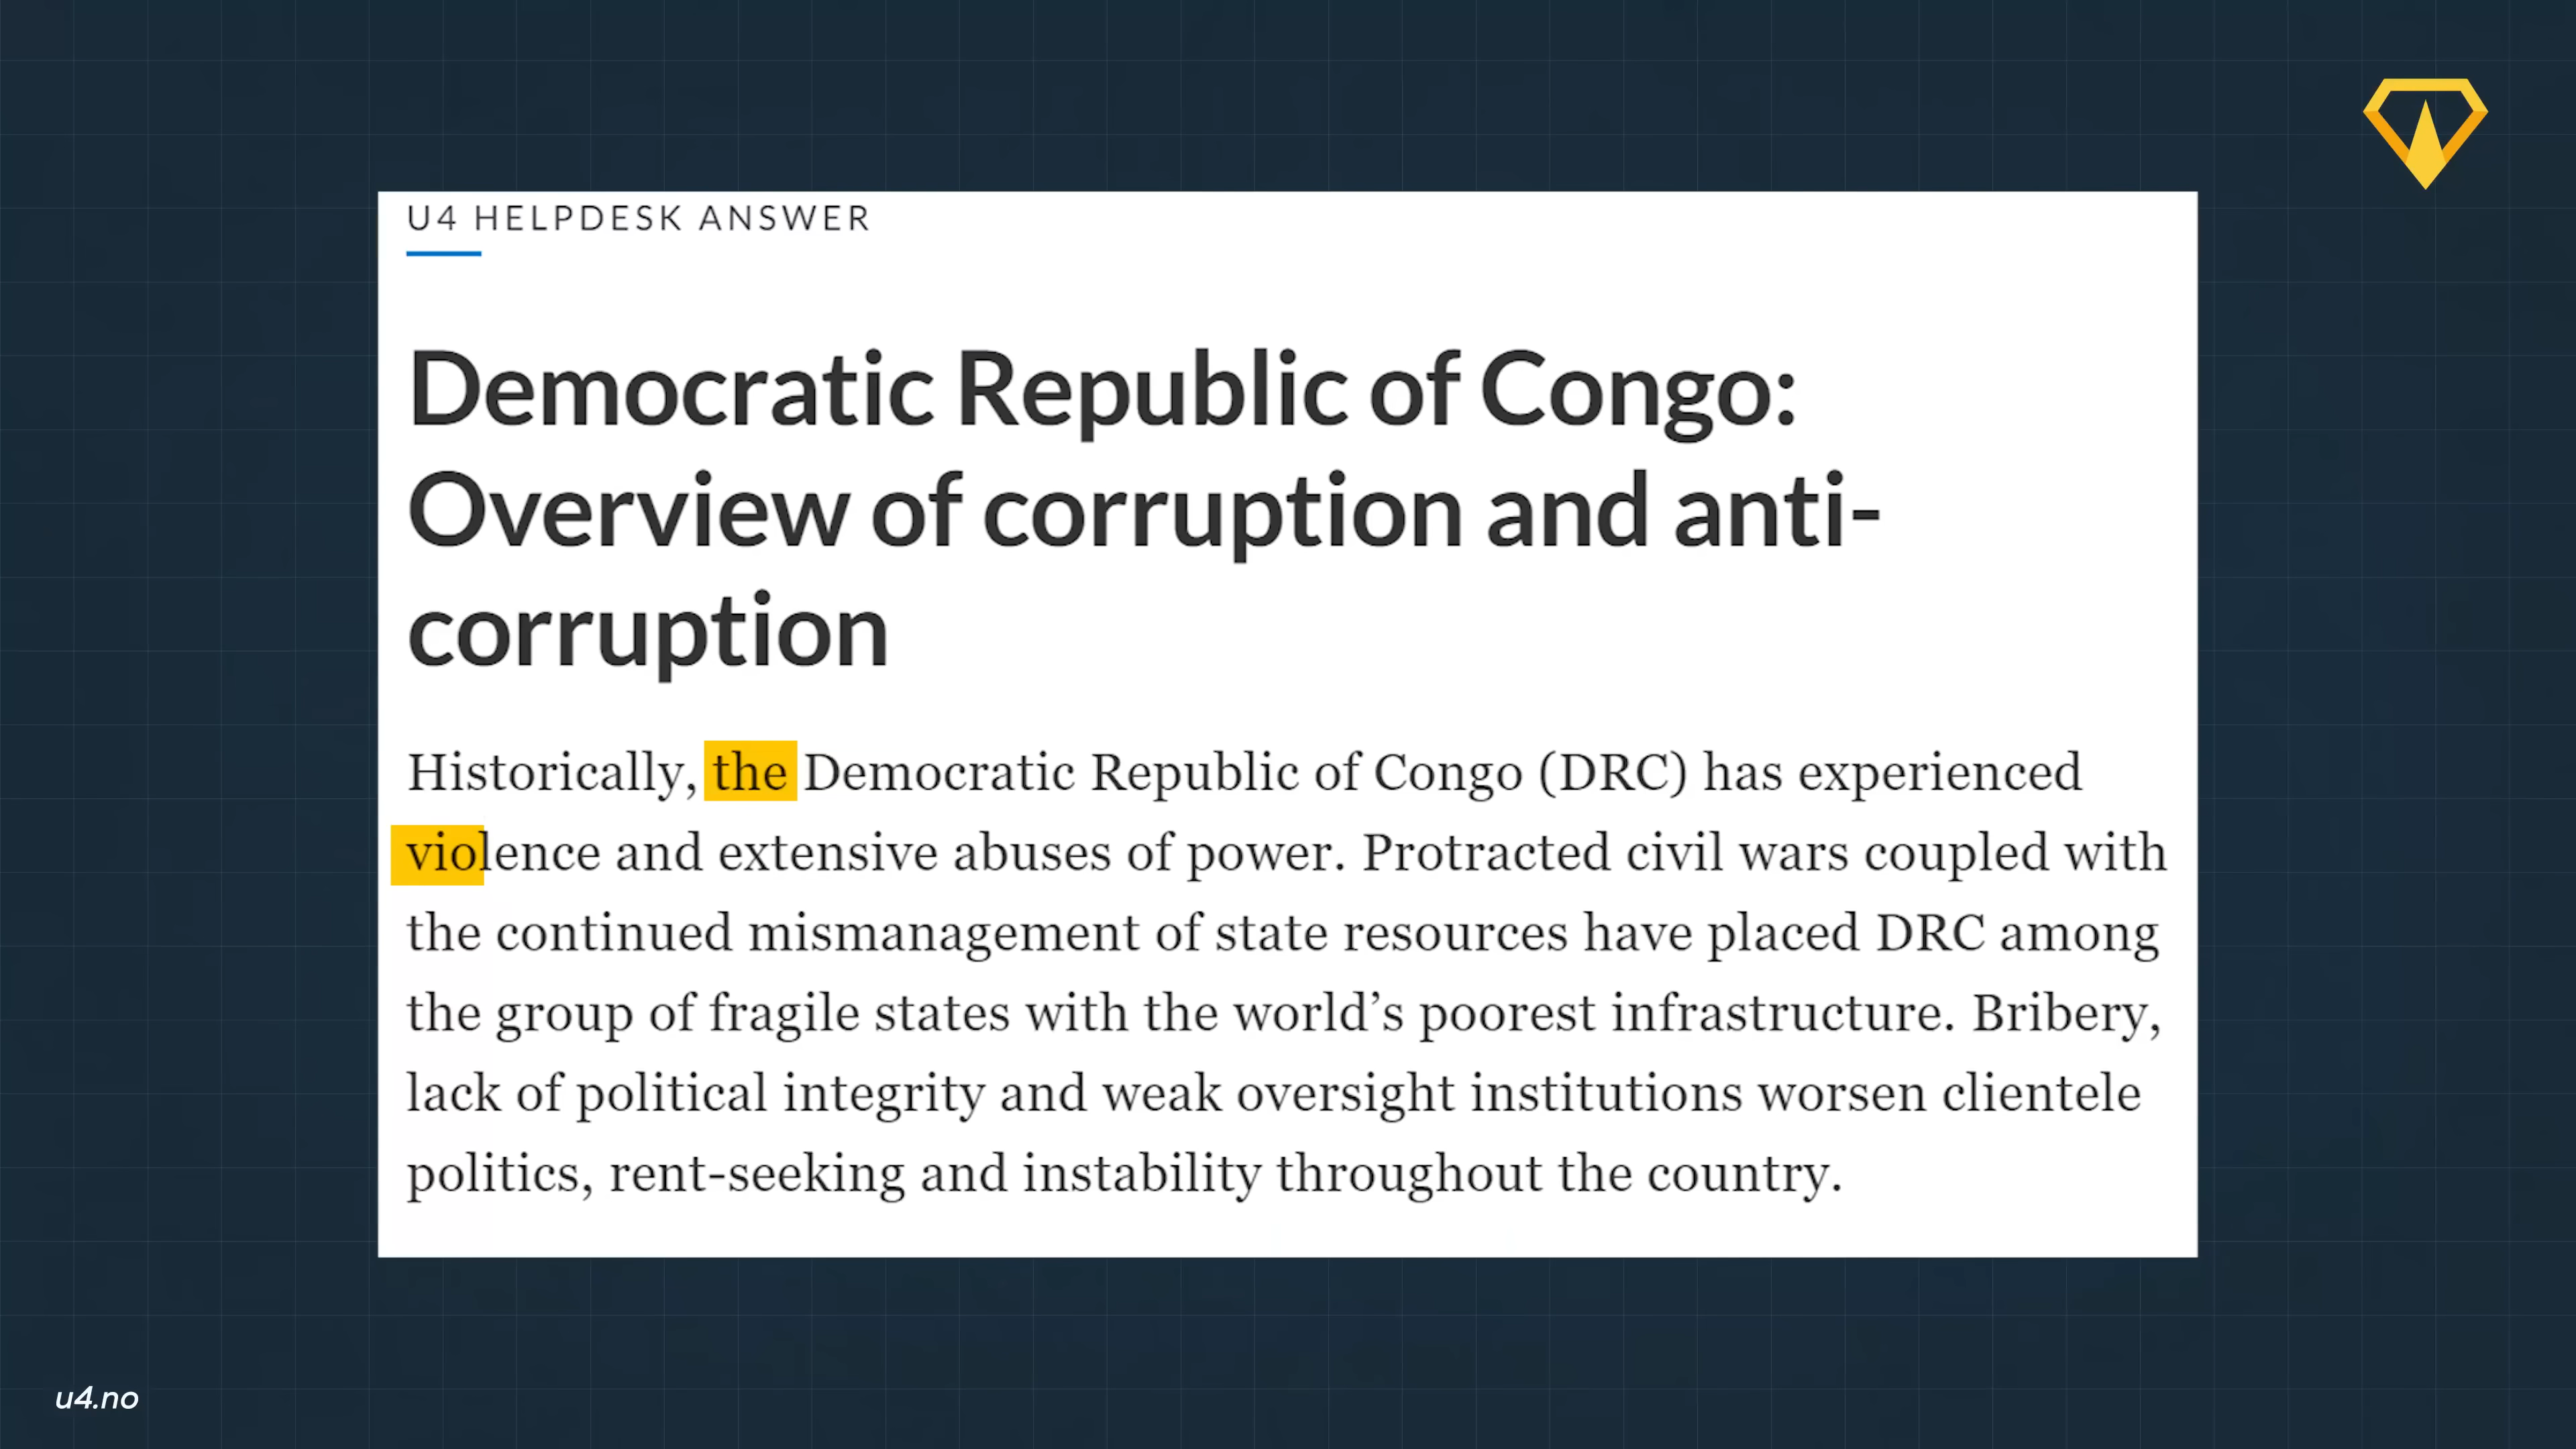 U4 HELPDESK ANSWER
Democratic Republic of Congo:
Overview of corruption and anti-
corruption
Historically, the Democratic Republic of Congo (DRC) has experienced
violence and extensive abuses of power. Protracted civil wars coupled with
the continued mismanagement of state resources have placed DRC among
the group of fragile states with the world’s poorest infrastructure. Bribery,
lack of political integrity and weak oversight institutions worsen clientele
politics, rent-seeking and instability throughout the country.
u4.no